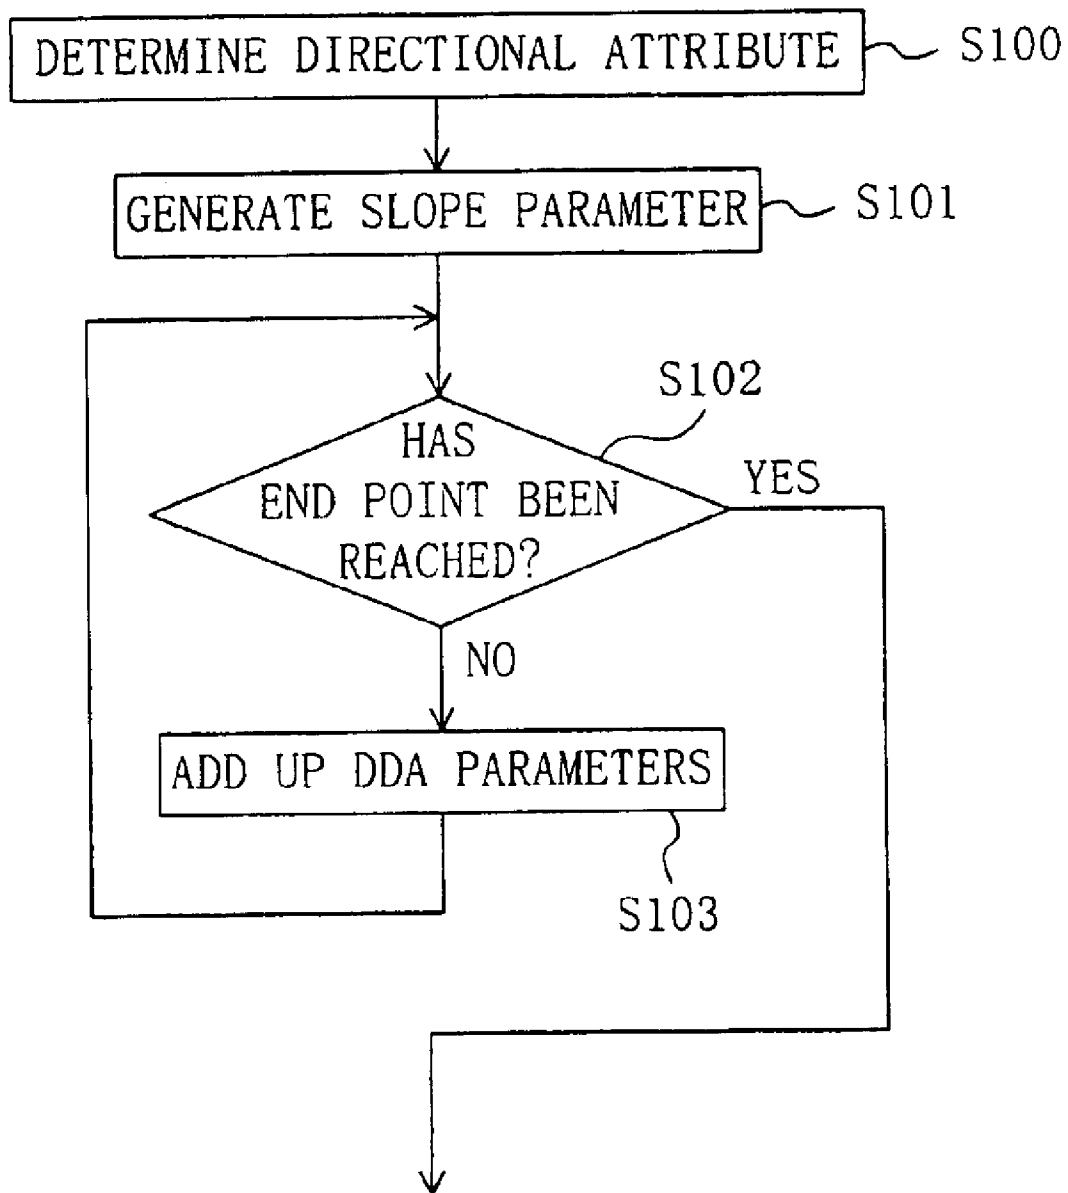 DETERMINE DIRECTIONAL ATTRIBUTE
S100
GENERATE SLOPE PARAMETER
S101
S102
HAS
END POINT BEEN
REACHED?
YES
NO
ADD UP DDA PARAMETERS
S103